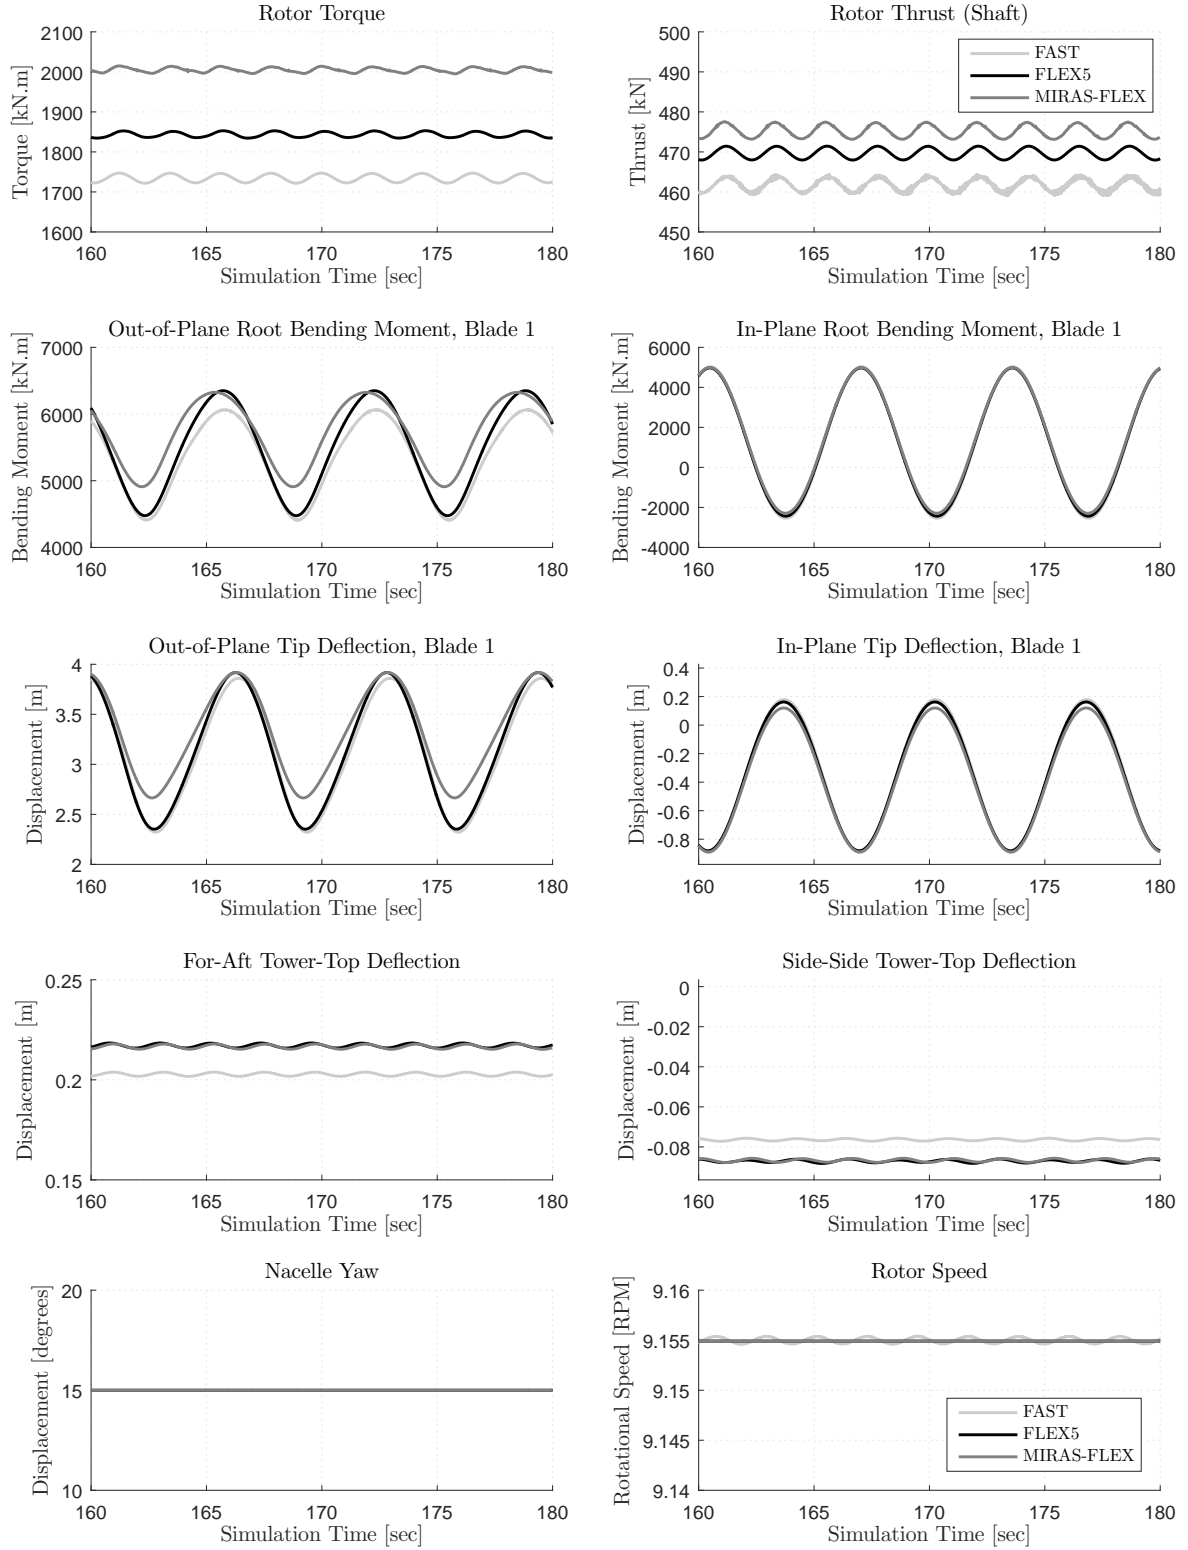 Rotor Torque
Torque [kN.m]
2100
2000
1900
1800
1700
1600
160
165
170
175
180
Simulation Time [sec]
Rotor Thrust (Shaft)
Thrust [kN]
500
490
480
470
460
450
FAST
FLEX5
MIRAS-FLEX
160
165
170
175
180
Simulation Time [sec]
Out-of-Plane Root Bending Moment, Blade 1
Bending Moment [kN.m]
7000
6000
5000
4000
160
165
170
175
180
Simulation Time [sec]
In-Plane Root Bending Moment, Blade 1
Bending Moment [kN.m]
6000
4000
2000
0
-2000
-4000
160
165
170
175
180
Simulation Time [sec]
Out-of-Plane Tip Deflection, Blade 1
Displacement [m]
4
3.5
3
2.5
2
160
165
170
175
180
Simulation Time [sec]
In-Plane Tip Deflection, Blade 1
Displacement [m]
0.4
0.2
0
-0.2
-0.4
-0.6
-0.8
160
165
170
175
180
Simulation Time [sec]
For-Aft Tower-Top Deflection
Displacement [m]
0.25
0.2
0.15
160
165
170
175
180
Simulation Time [sec]
Side-Side Tower-Top Deflection
Displacement [m]
0
-0.02
-0.04
-0.06
-0.08
160
165
170
175
180
Simulation Time [sec]
Nacelle Yaw
Displacement [degrees]
20
15
10
160
165
170
175
180
Simulation Time [sec]
Rotor Speed
Rotational Speed [RPM]
9.16
9.155
9.15
9.145
9.14
FAST
FLEX5
MIRAS-FLEX
160
165
170
175
180
Simulation Time [sec]